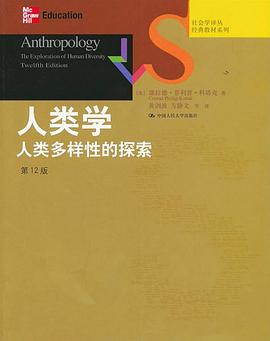 Mc
Graw
Hill
Education
社会学译丛
经典教材系列
Anthropology
The Exploration of Human Diversity
Twelfth Edition
S
人类学
人类多样性的探索
第12版
[美] 康拉德·菲利普·科塔克 著
Conrad Phillip Kottak
黄剑波 方静文 等 译
中国人民大学出版社